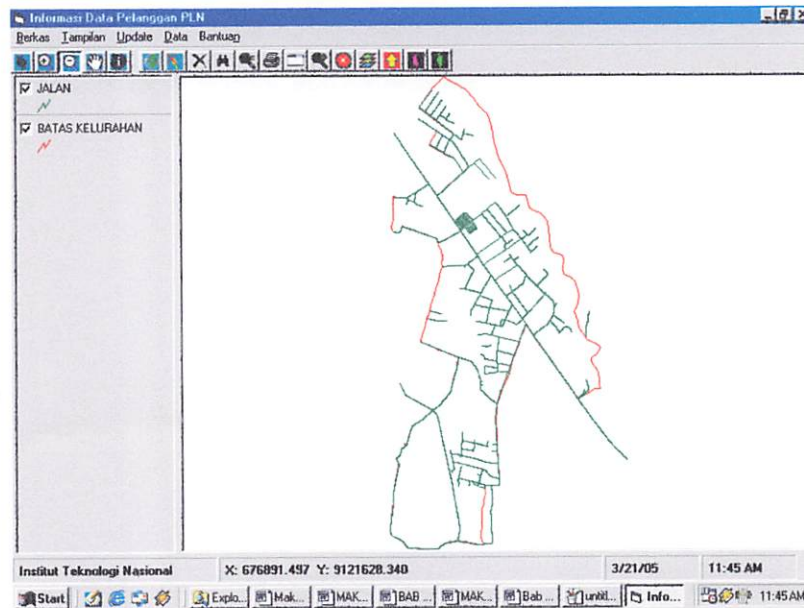 Informasi Data Pelanggan PLN
Berkas Tampilan Update Data Bantuan
JALAN
BATAS KELURAHAN
Institut Teknologi Nasional X: 676891.497 Y: 9121628.340 3/21/05 11:45 AM
Start Explo... Mak... MAK... BAB ... MAK... Bab ... untitl... Info... 11:45 AM